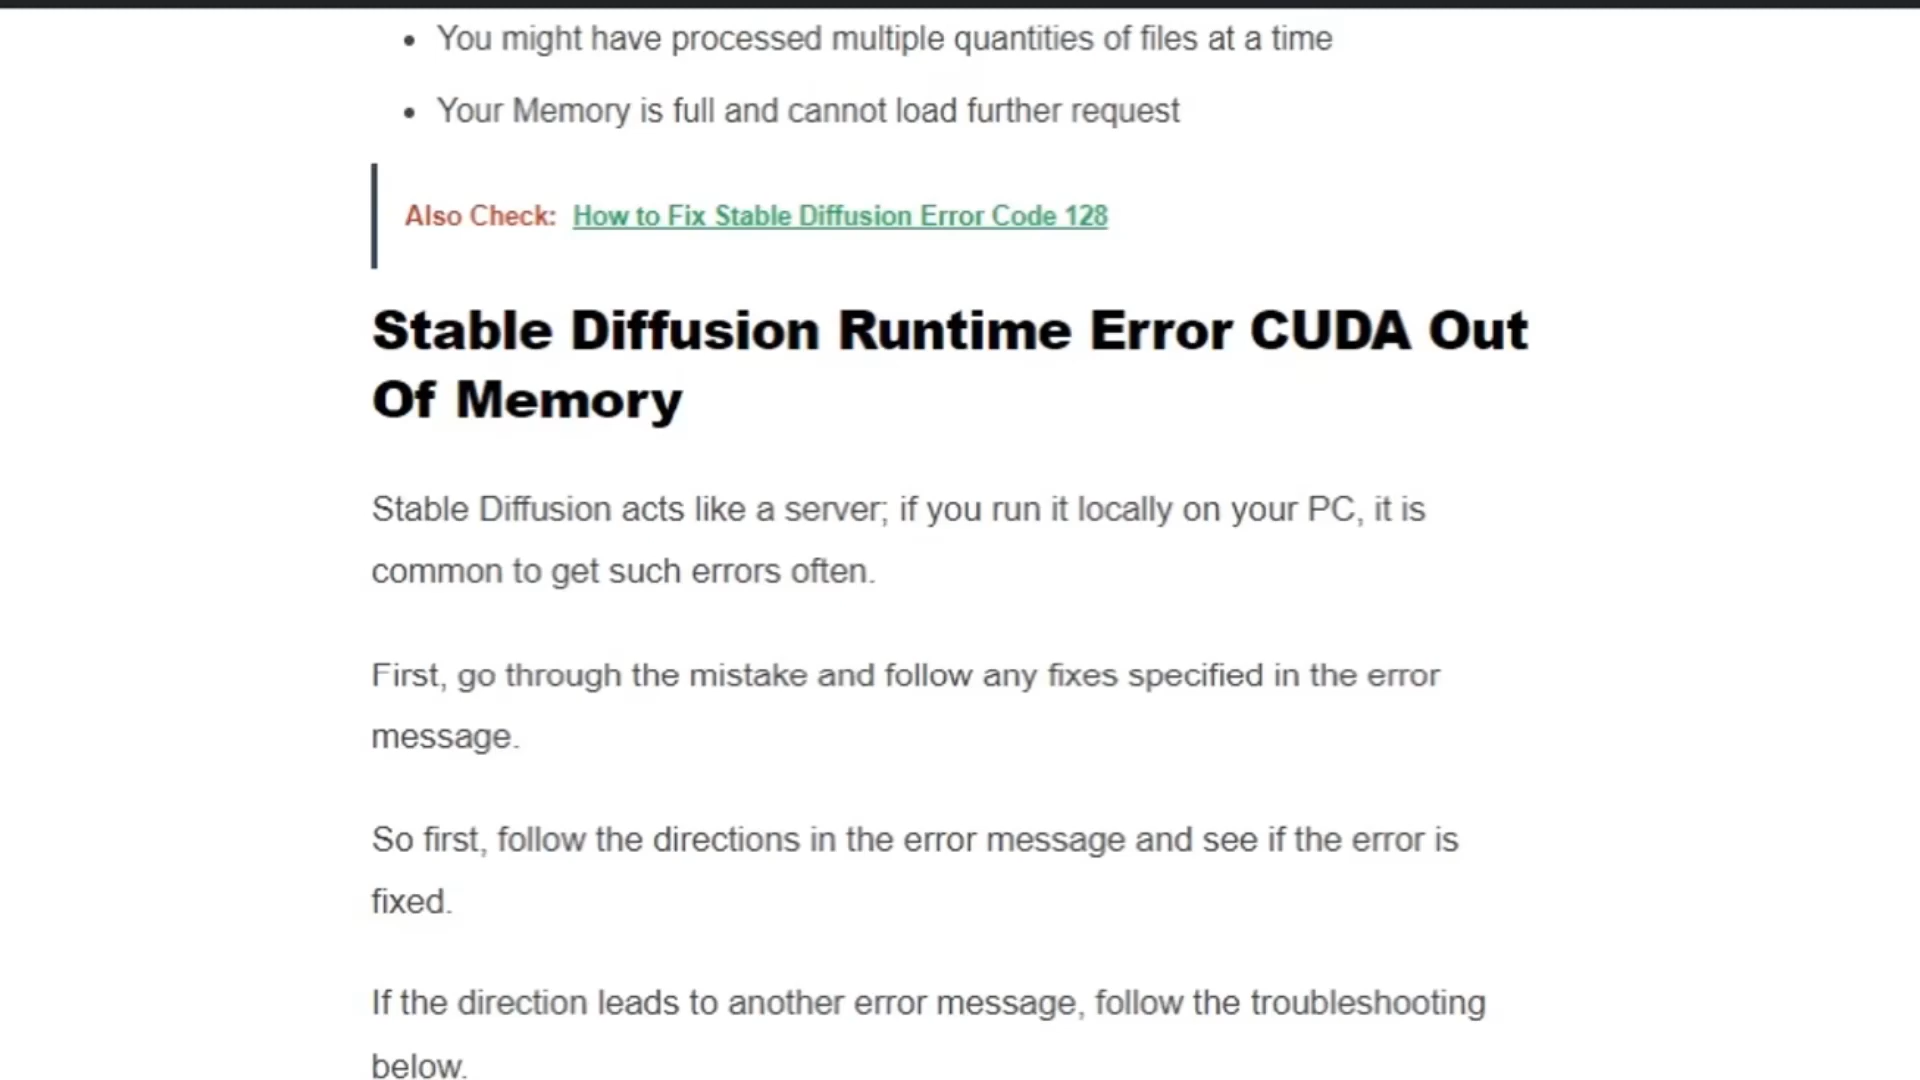 You might have processed multiple quantities of files at a time
Your Memory is full and cannot load further request
Also Check: How to Fix Stable Diffusion Error Code 128
Stable Diffusion Runtime Error CUDA Out
Of Memory
Stable Diffusion acts like a server; if you run it locally on your PC, it is
common to get such errors often.
First, go through the mistake and follow any fixes specified in the error
message.
So first, follow the directions in the error message and see if the error is
fixed.
If the direction leads to another error message, follow the troubleshooting
below.